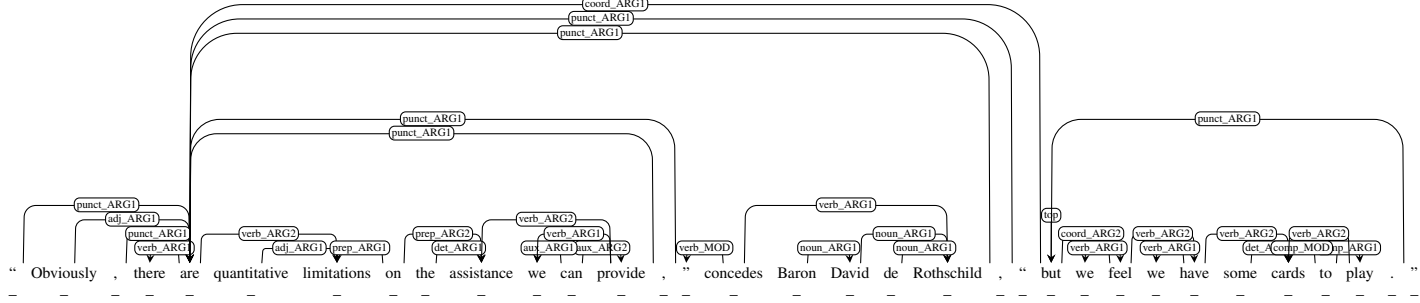 coord_ARG1
punct_ARG1
punct_ARG1
punct_ARG1 punct_ARG1
punct_ARG1
punct_ARG1 verb_ARG1
adj_ARG1 verb_ARG2 top
punct_ARG1 verb_ARG2 prep_ARG2 verb_ARG1 noun_ARG1 coord_ARG2 verb_ARG2 verb_ARG2 verb_ARG2
verb_ARG1 adj_ARG1 prep_ARG1 det_ARG1 aux_ARG1 aux_ARG2 verb_MOD noun_ARG1 noun_ARG1 verb_ARG1 verb_ARG1 comp_MOD
“ Obviously , there are quantitative limitations on the assistance we can provide , ” concedes Baron David de Rothschild , “ but we feel we have some cards to play . ”